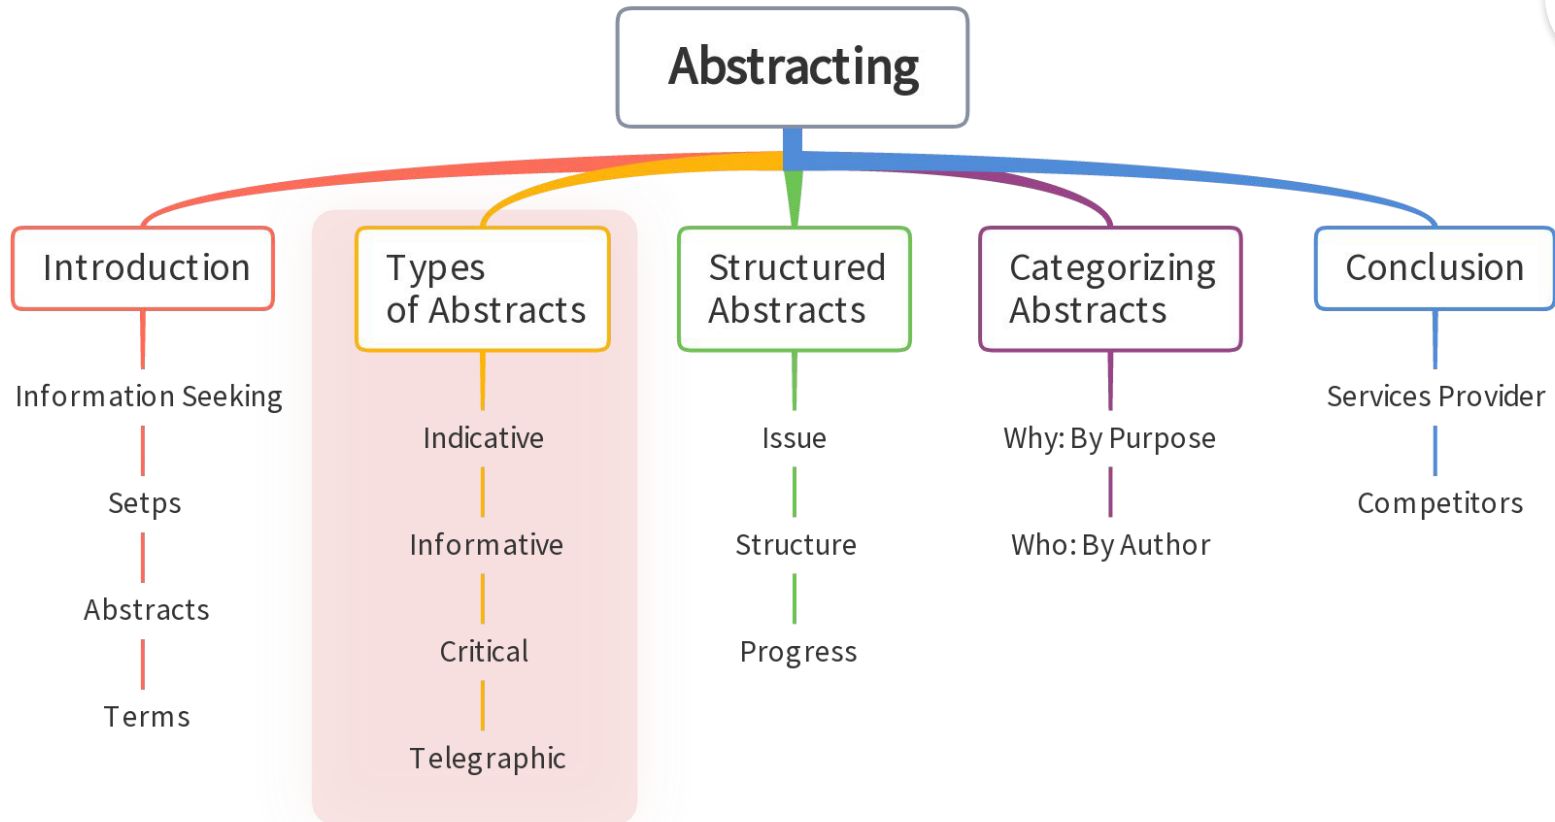 Abstracting
Introduction
Information Seeking
Setps
Abstracts
Terms
Types
of Abstracts
Indicative
Informative
Critical
Telegraphic
Structured
Abstracts
Issue
Structure
Progress
Categorizing
Abstracts
Why: By Purpose
Who: By Author
Conclusion
Services Provider
Competitors